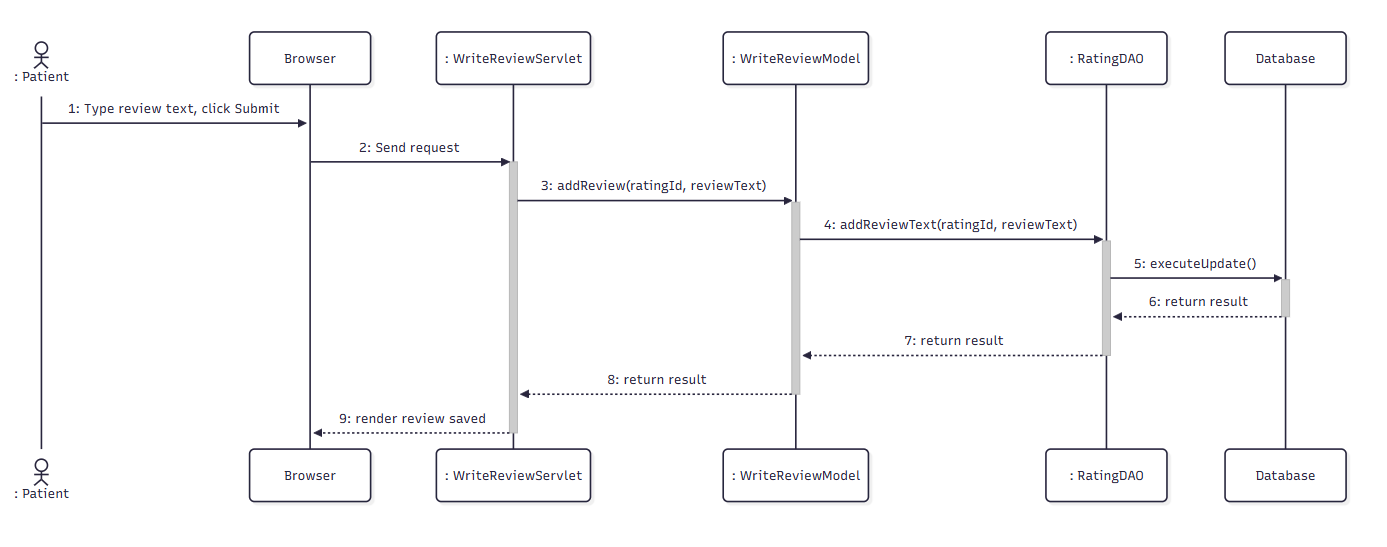 : Patient
Browser
: WriteReviewServlet
: WriteReviewModel
: RatingDAO
Database
1: Type review text, click Submit
2: Send request
3: addReview(ratingId, reviewText)
4: addReviewText(ratingId, reviewText)
5: executeUpdate()
6: return result
7: return result
8: return result
9: render review saved
: Patient
Browser
: WriteReviewServlet
: WriteReviewModel
: RatingDAO
Database